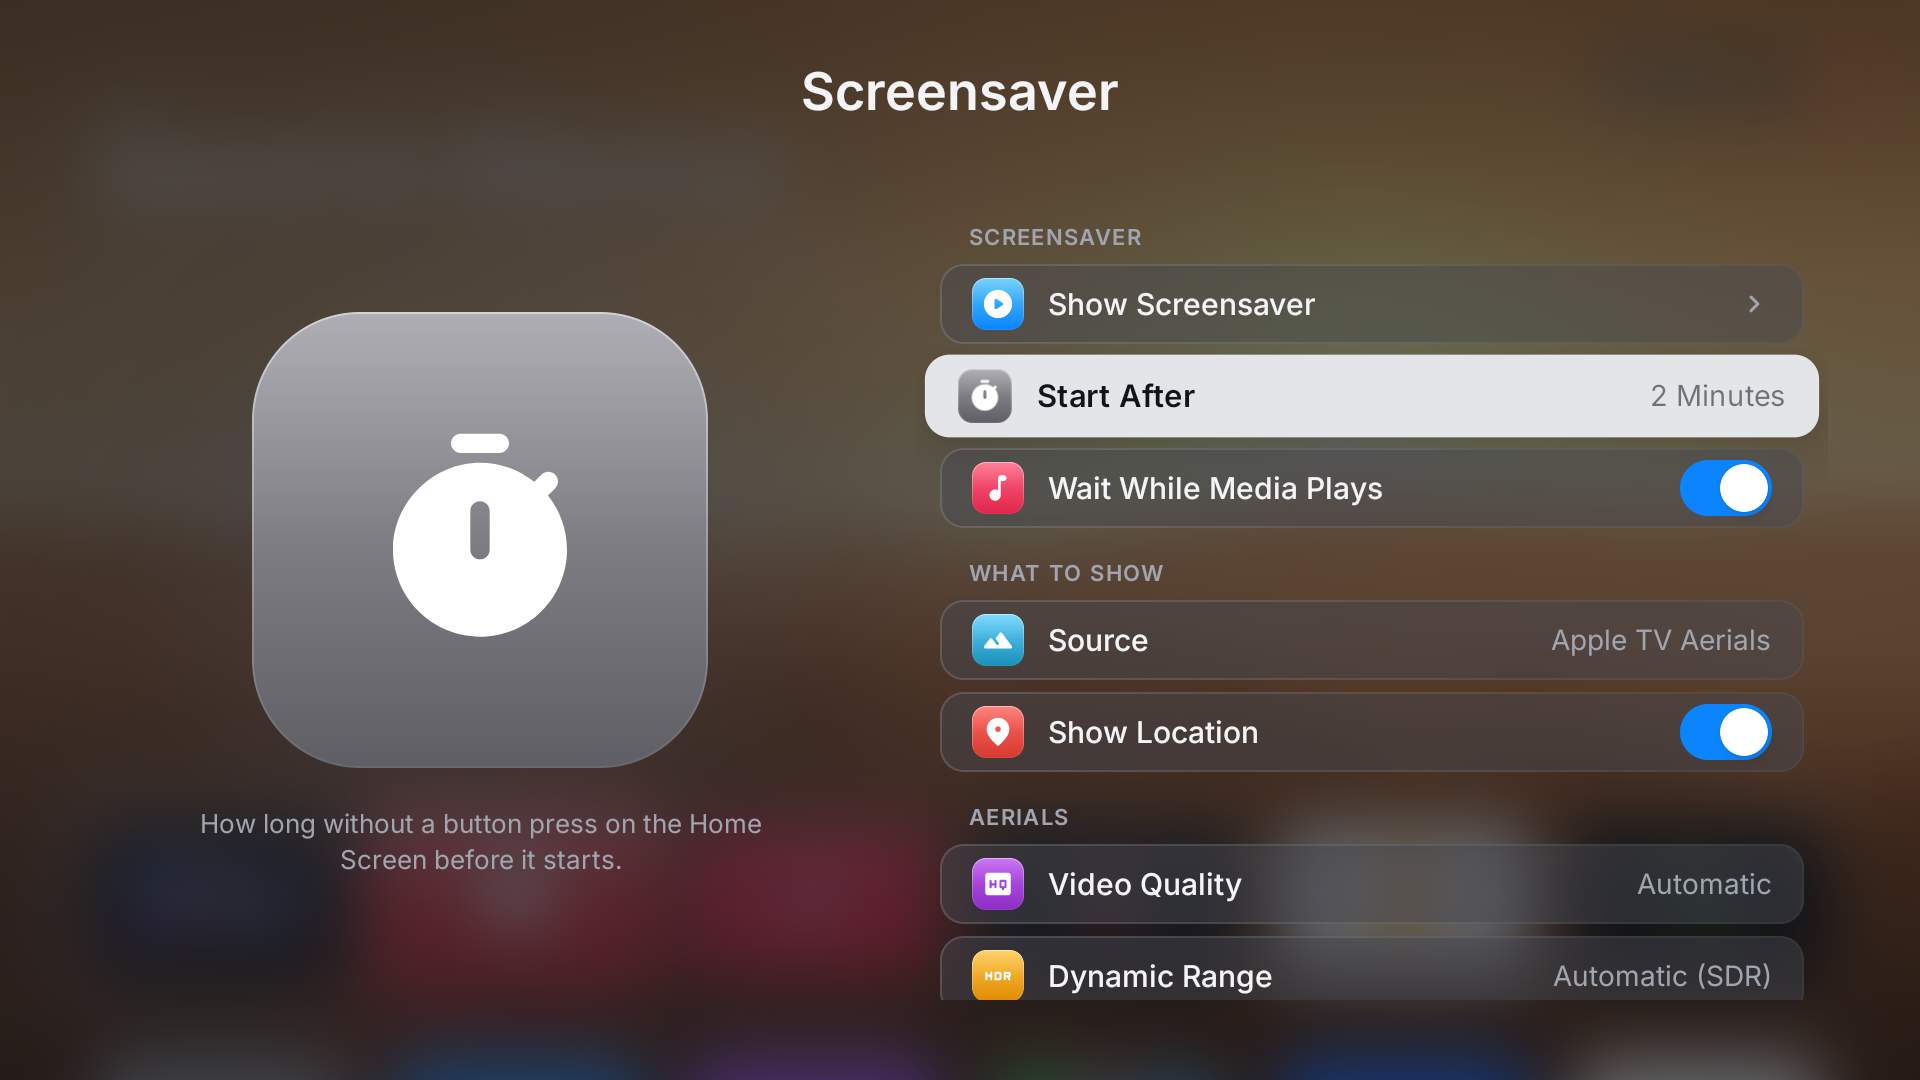 Screensaver
SCREENSAVER
Show Screensaver
Start After
2 Minutes
Wait While Media Plays
WHAT TO SHOW
Source
Apple TV Aerials
Show Location
How long without a button press on the Home
Screen before it starts.
AERIALS
HQ
Video Quality
Automatic
HDR
Dynamic Range
Automatic (SDR)